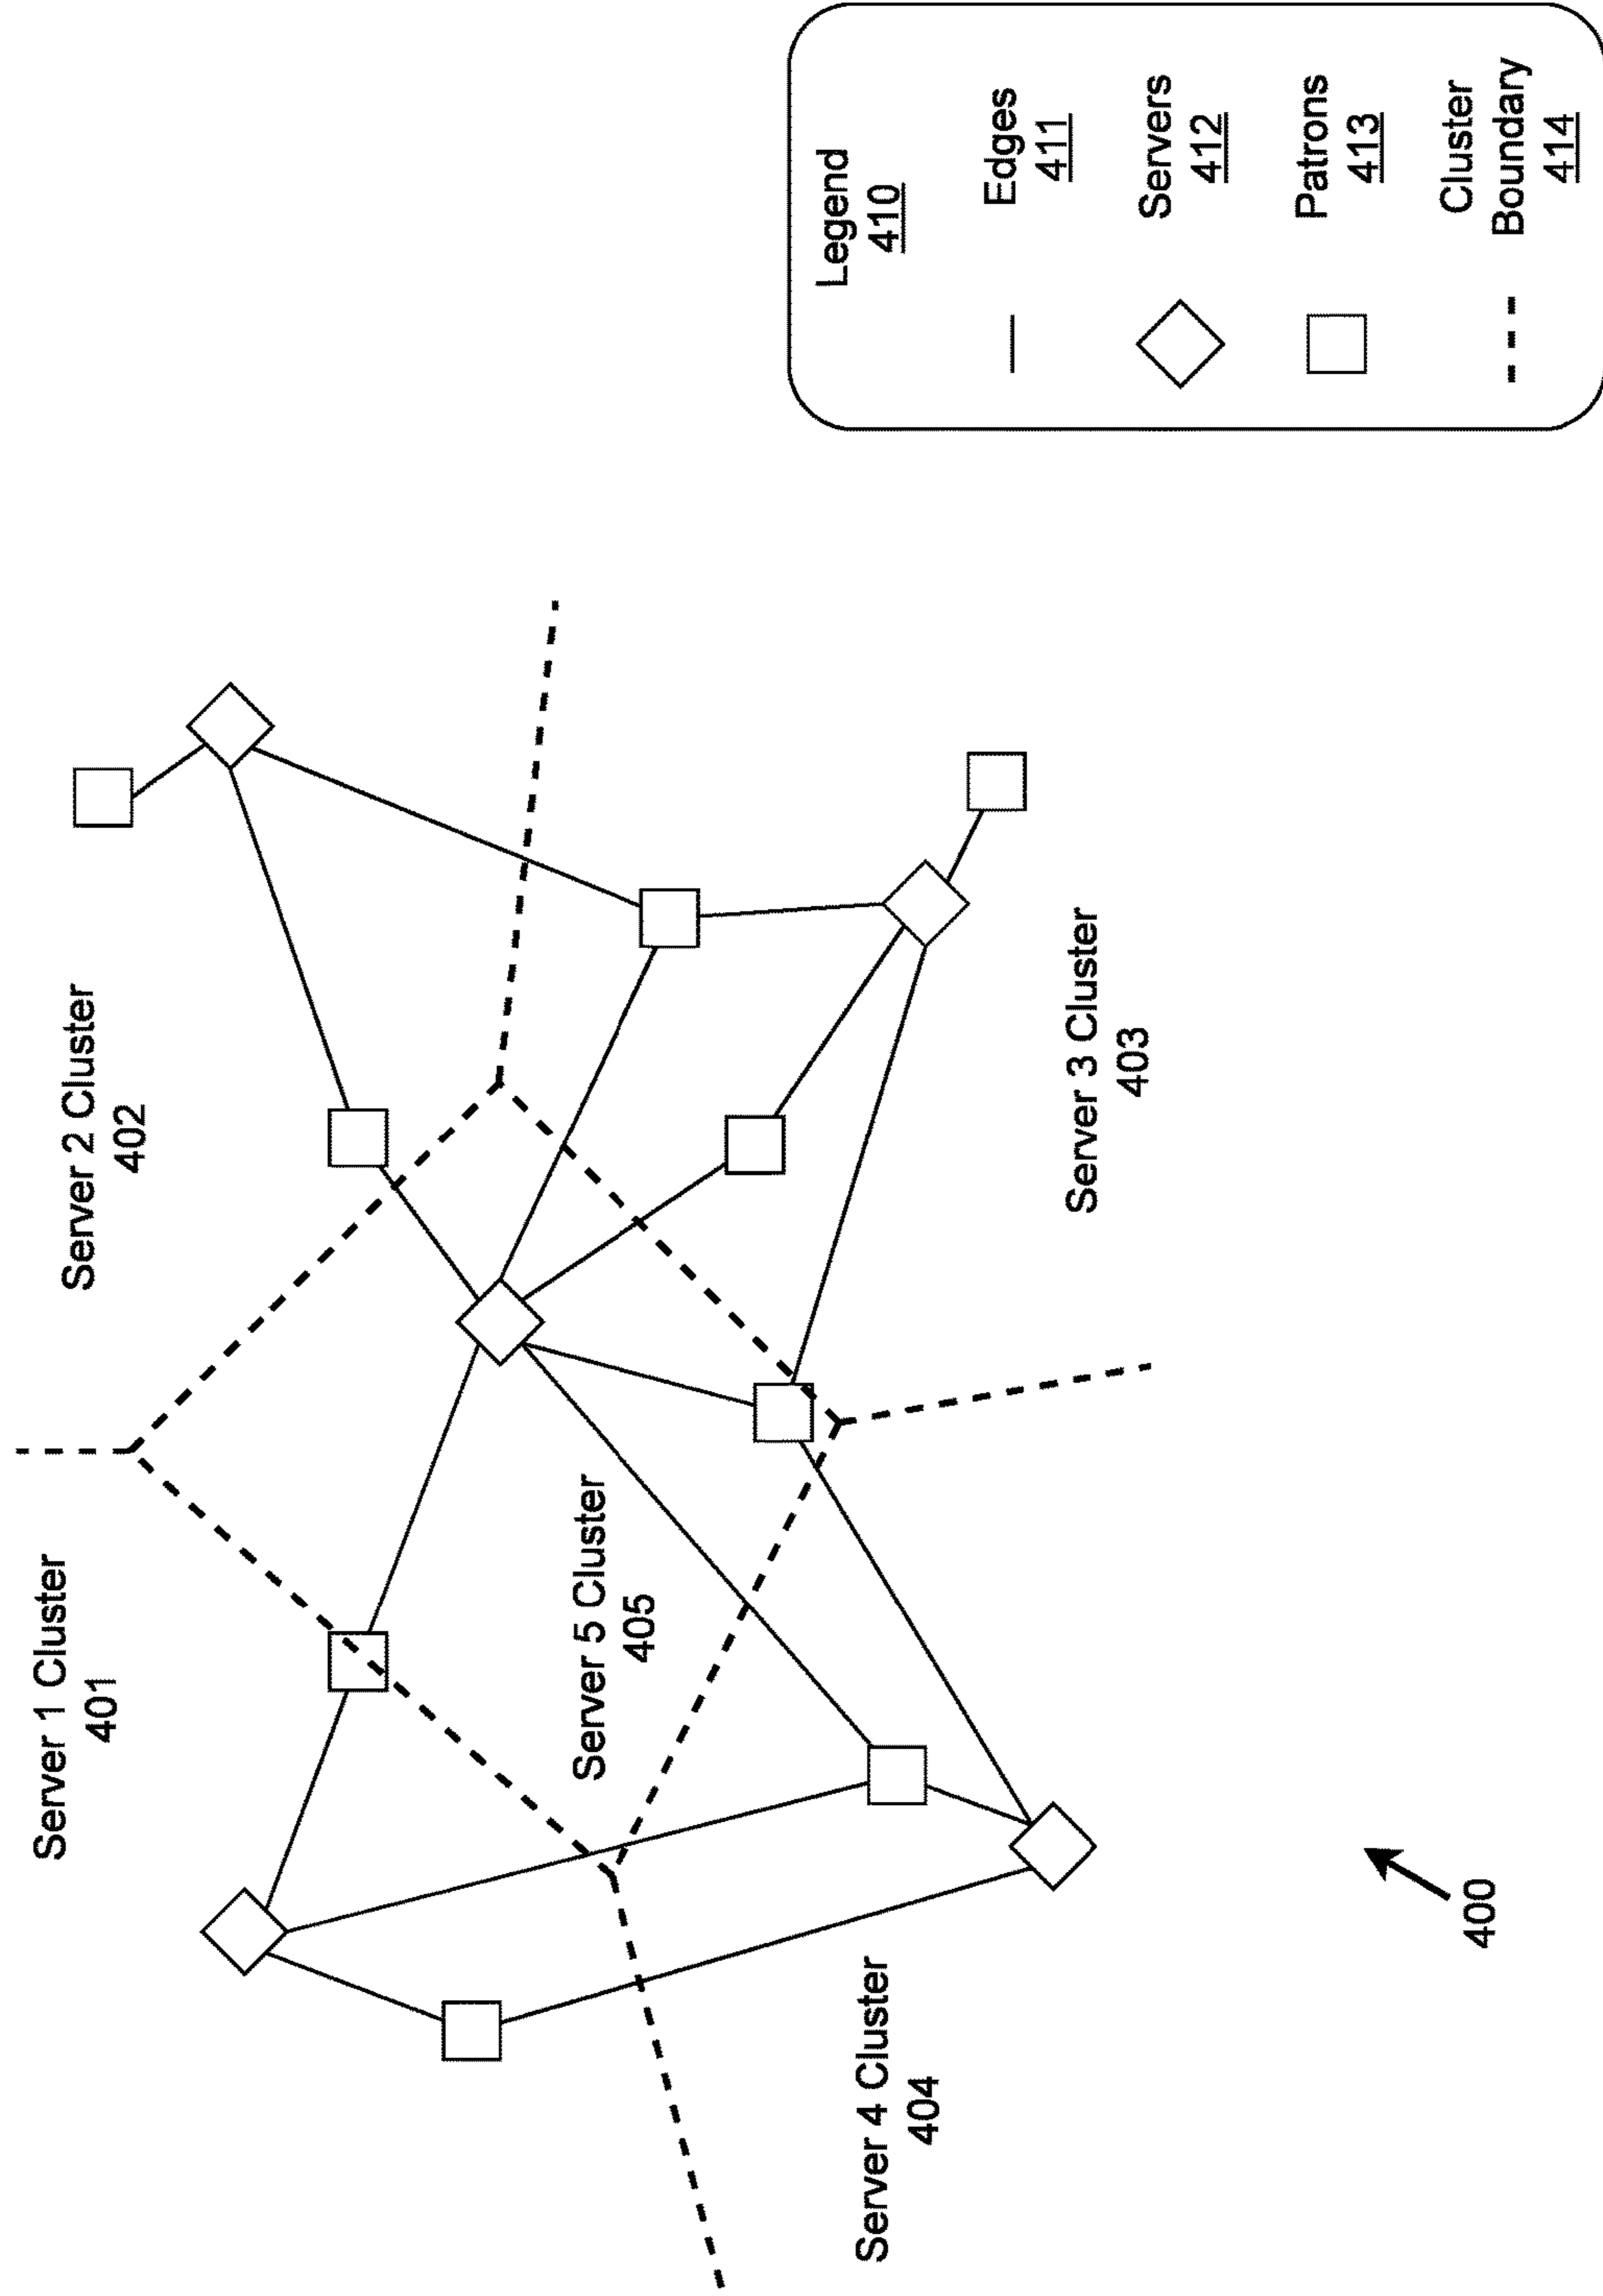 Server 1 Cluster
401
Server 2 Cluster
402
Server 5 Cluster
405
Server 4 Cluster
404
Server 3 Cluster
403
400
Legend
410
Edges
411
Servers
412
Patrons
413
Cluster
Boundary
414